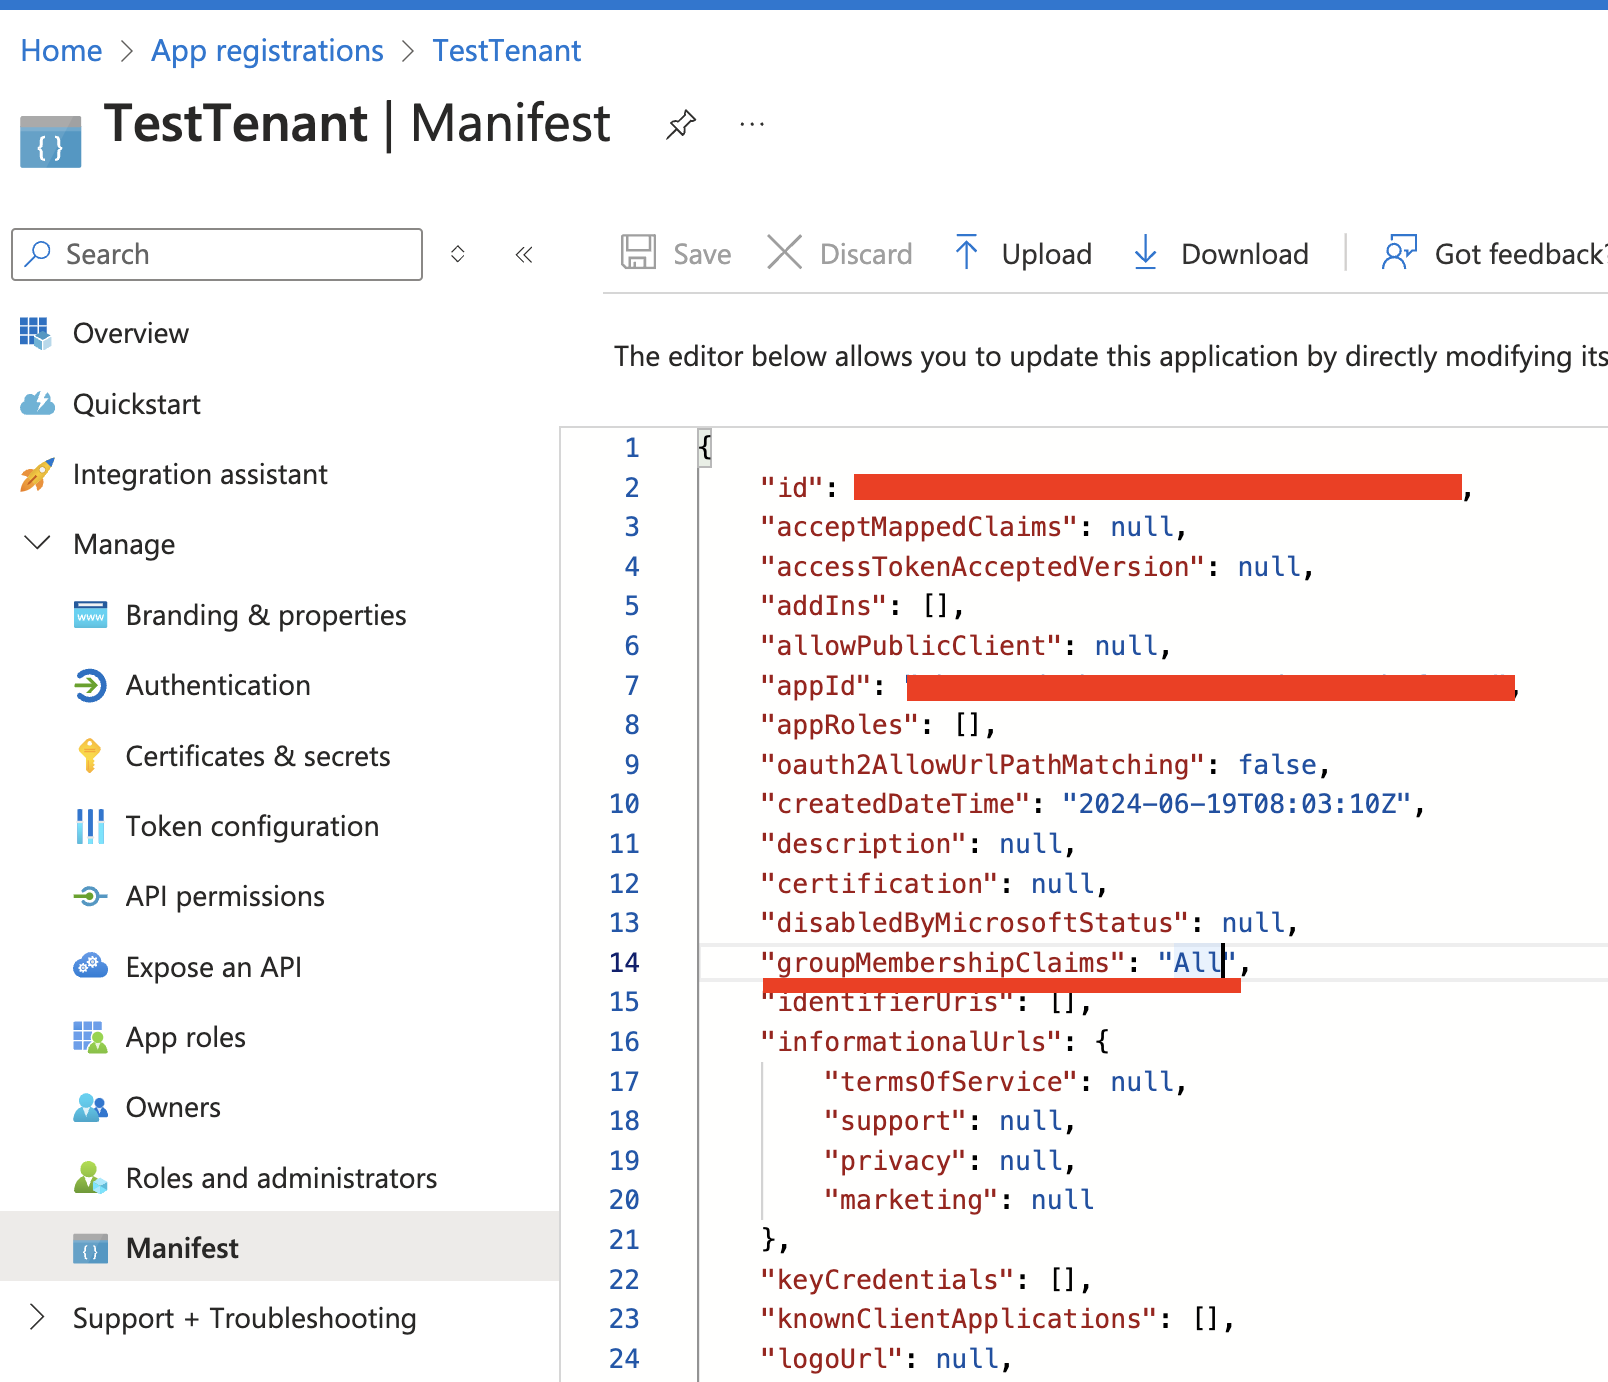 Home > App registrations > TestTenant
TestTenant | Manifest ...
Search
Save Discard Upload Download Got feedback?
Overview
Quickstart
Integration assistant
Manage
Branding & properties
Authentication
Certificates & secrets
Token configuration
API permissions
Expose an API
App roles
Owners
Roles and administrators
Manifest
Support + Troubleshooting
The editor below allows you to update this application by directly modifying its
1 {
2 "id": ,
3 "acceptMappedClaims": null,
4 "accessTokenAcceptedVersion": null,
5 "addIns": [],
6 "allowPublicClient": null,
7 "appId": ,
8 "appRoles": [],
9 "oauth2AllowUrlPathMatching": false,
10 "createdDateTime": "2024-06-19T08:03:10Z",
11 "description": null,
12 "certification": null,
13 "disabledByMicrosoftStatus": null,
14 "groupMembershipClaims": "All",
15 "identifierUris": [],
16 "informationalUrls": {
17 "termsOfService": null,
18 "support": null,
19 "privacy": null,
20 "marketing": null
21 },
22 "keyCredentials": [],
23 "knownClientApplications": [],
24 "logoUrl": null,